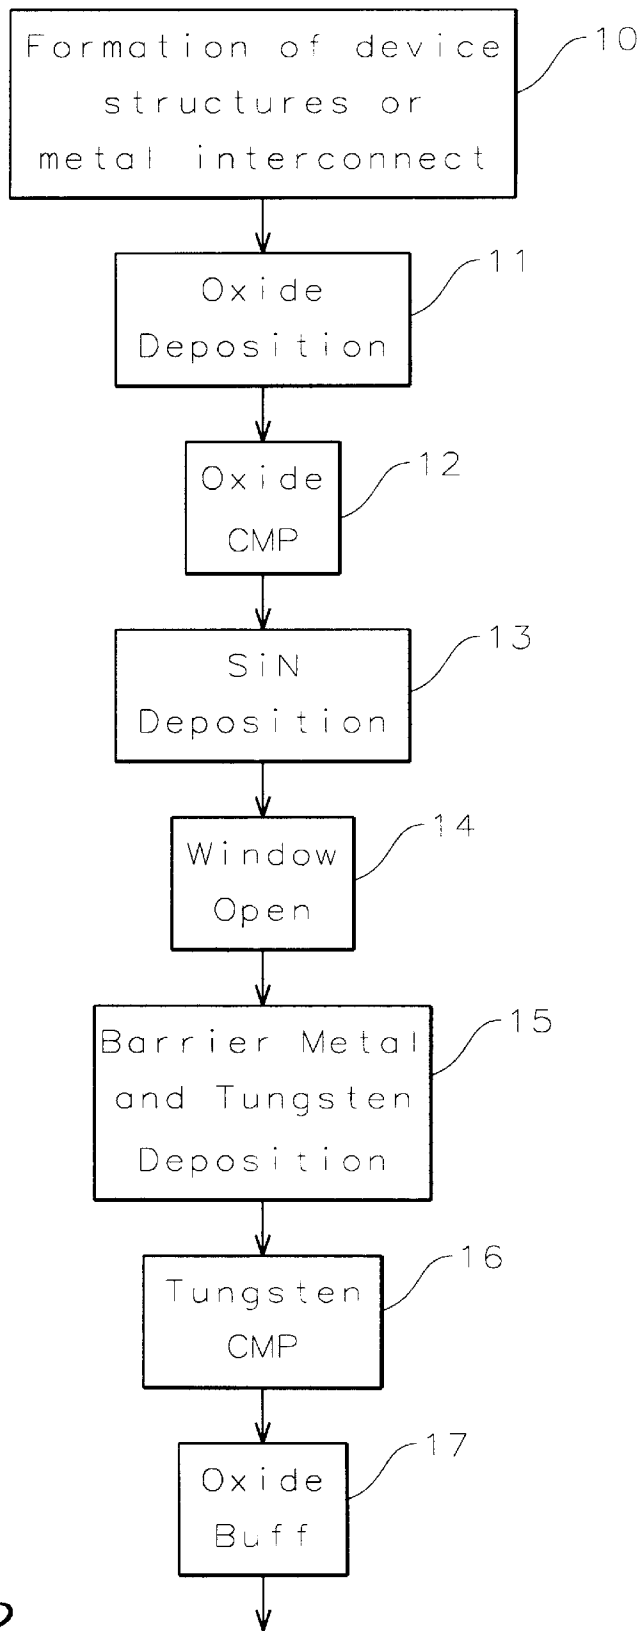 Formation of device
structures or
metal interconnect
10
Oxide
Deposition
11
Oxide
CMP
12
SiN
Deposition
13
Window
Open
14
Barrier Metal
and Tungsten
Deposition
15
Tungsten
CMP
16
Oxide
Buff
17